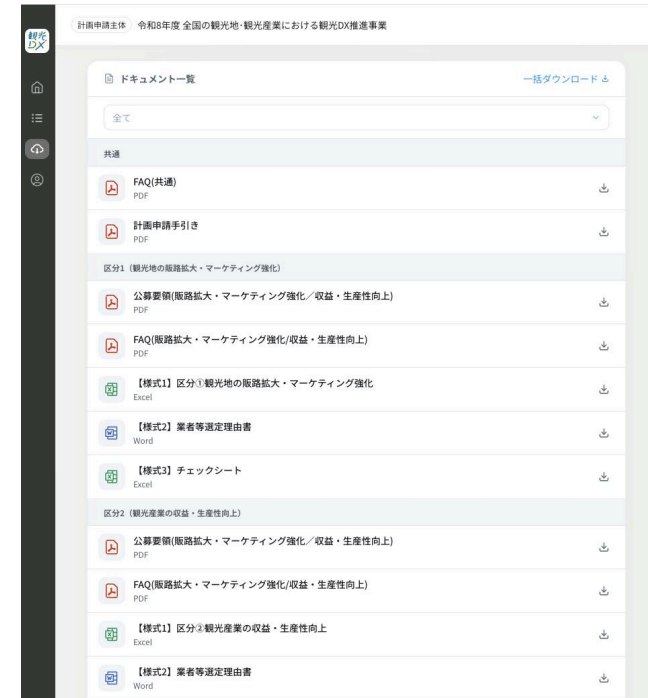 観光
DX
計画申請主体 令和8年度 全国の観光地･観光産業における観光DX推進事業
ドキュメント一覧
一括ダウンロード
全て
共通
FAQ(共通)
PDF
計画申請手引き
PDF
区分1（観光地の販路拡大・マーケティング強化）
公募要領(販路拡大・マーケティング強化／収益・生産性向上)
PDF
FAQ(販路拡大・マーケティング強化/収益・生産性向上)
PDF
【様式1】区分①観光地の販路拡大・マーケティング強化
Excel
【様式2】業者等選定理由書
Word
【様式3】チェックシート
Excel
区分2（観光産業の収益・生産性向上）
公募要領(販路拡大・マーケティング強化／収益・生産性向上)
PDF
FAQ(販路拡大・マーケティング強化/収益・生産性向上)
PDF
【様式1】区分②観光産業の収益・生産性向上
Excel
【様式2】業者等選定理由書
Word